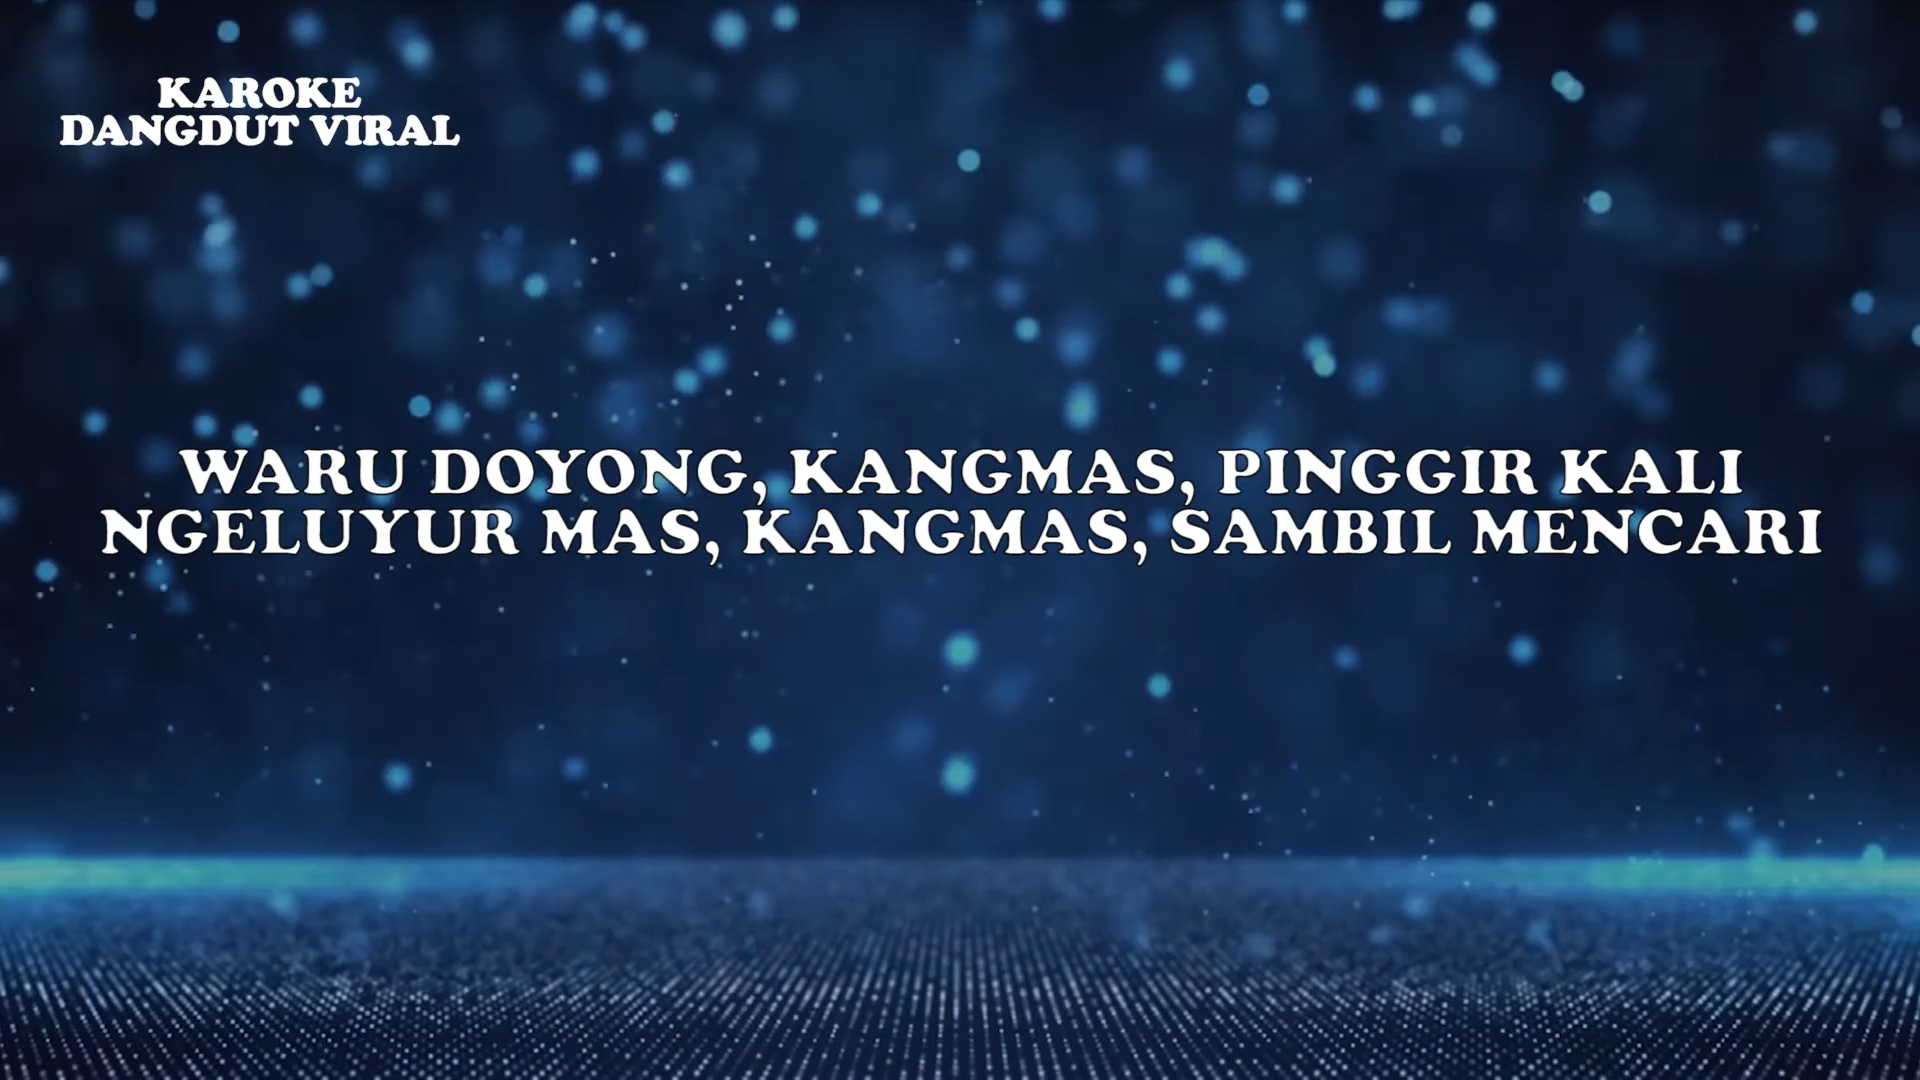 KAROKE
DANGDUT VIRAL
WARU DOYONG, KANGMAS, PINGGIR KALI
NGELUYUR MAS, KANGMAS, SAMBIL MENCARI